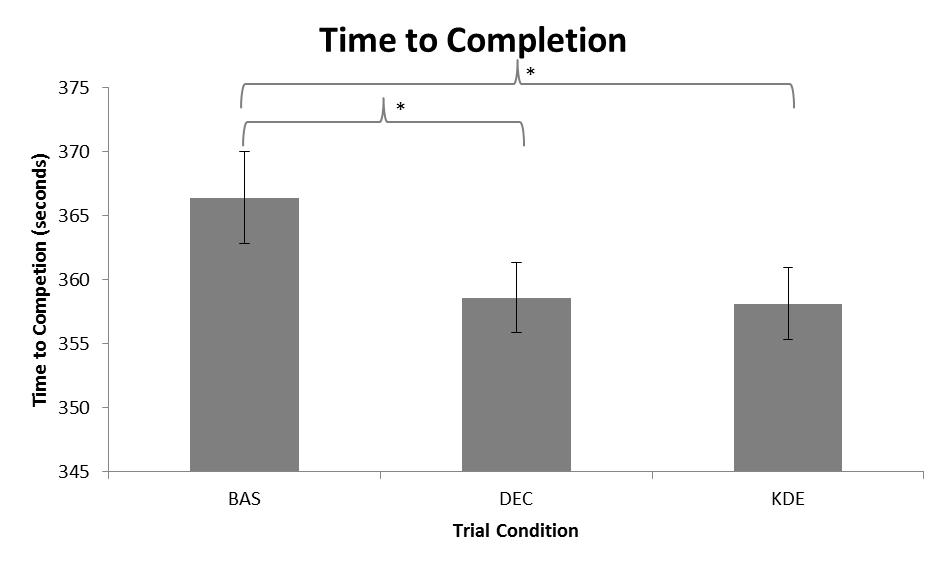 Time to Completion
*
375
*
370
365
360
355
350
345
Time to Competion (seconds)
BAS DEC KDE
Trial Condition